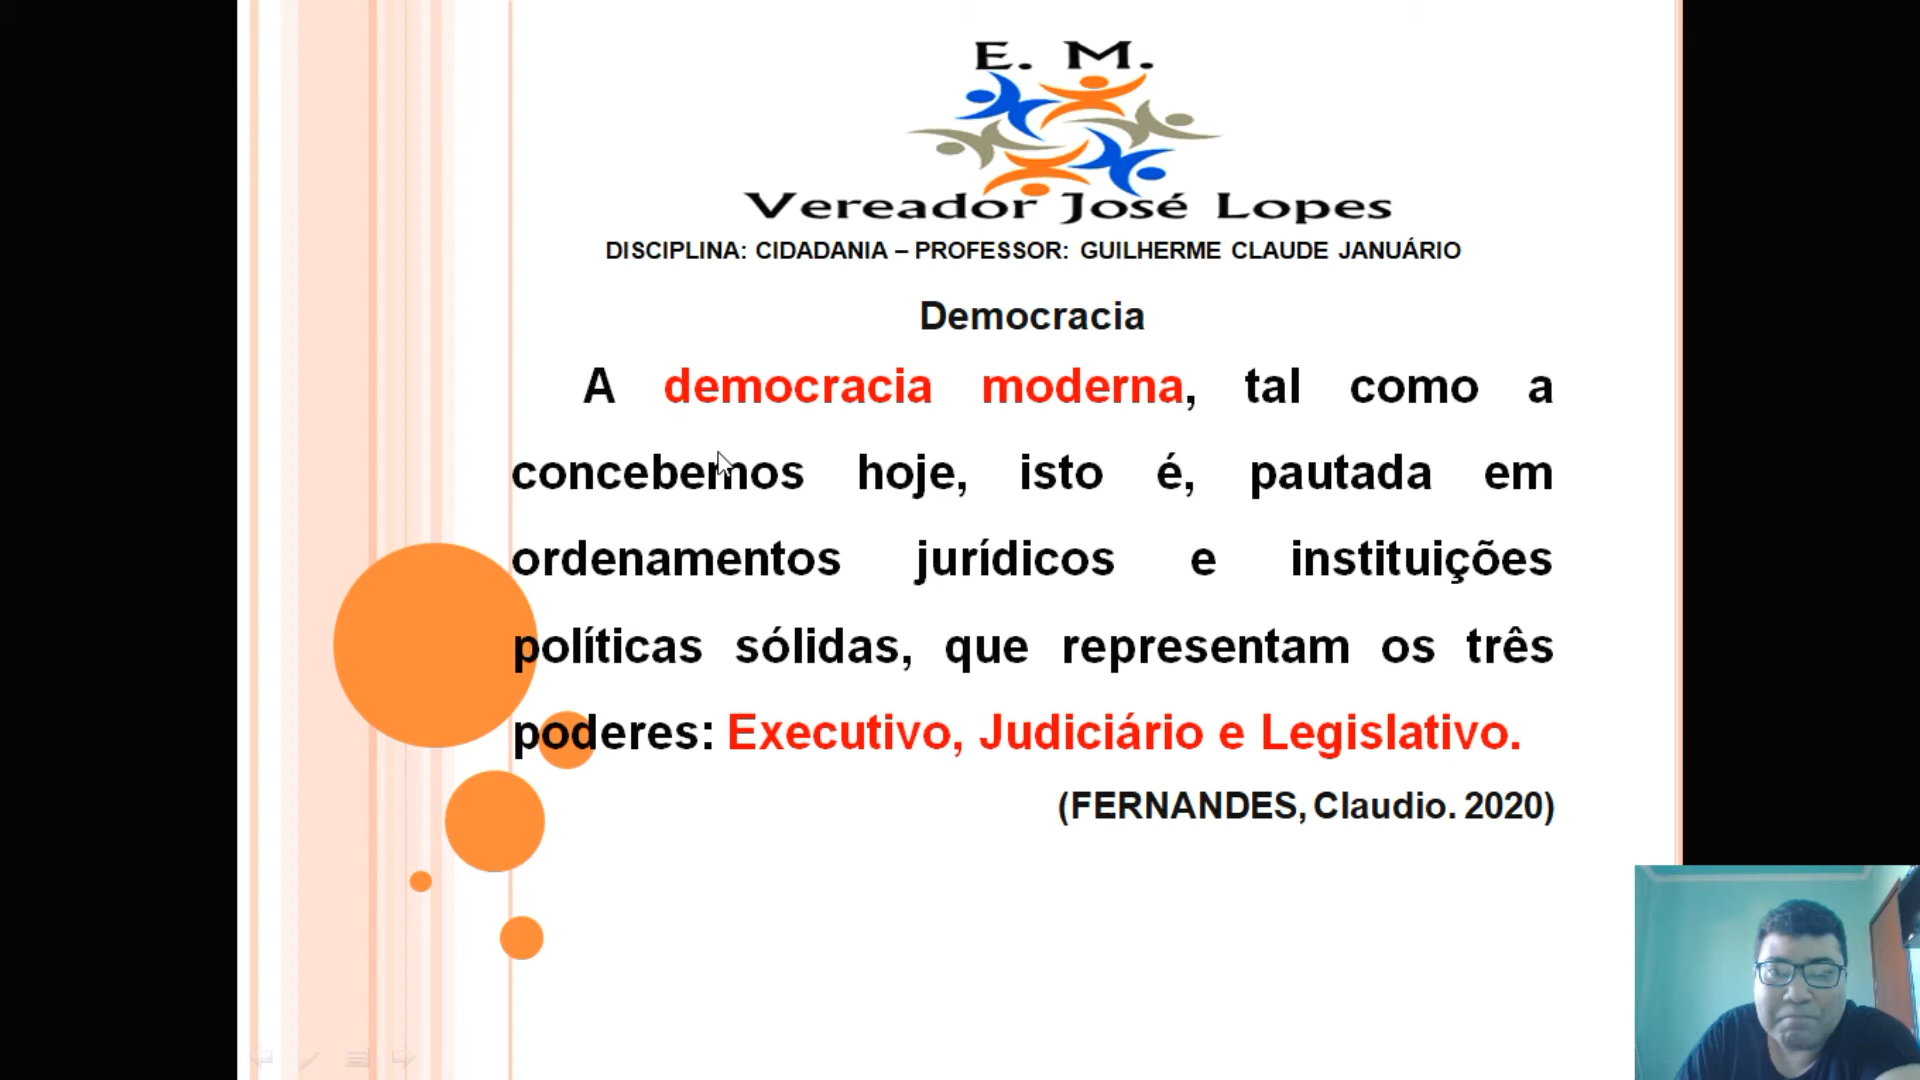 E. M.
Vereador José Lopes
DISCIPLINA: CIDADANIA – PROFESSOR: GUILHERME CLAUDE JANUÁRIO
Democracia
A democracia moderna, tal como a
concebemos hoje, isto é, pautada em
ordenamentos jurídicos e instituições
políticas sólidas, que representam os três
poderes: Executivo, Judiciário e Legislativo.
(FERNANDES, Claudio. 2020)